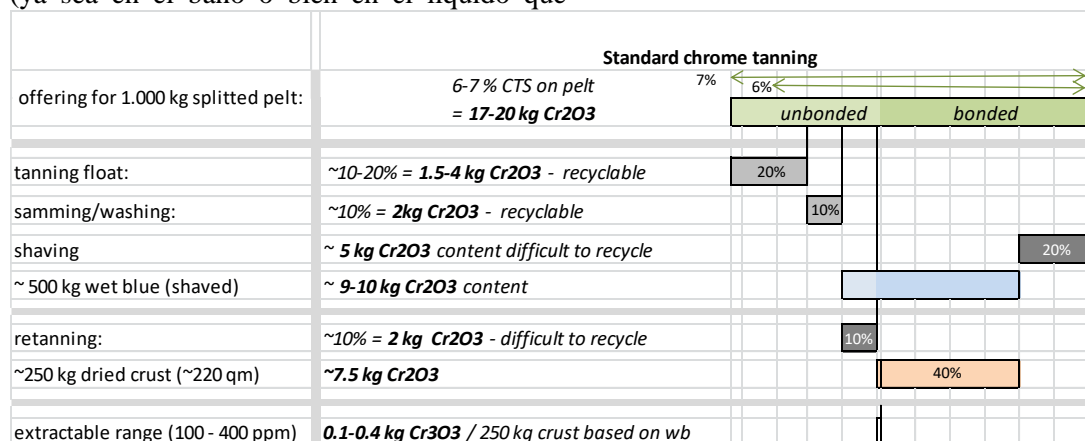 (ya sea en el baño o bien en el líquido que
Standard chrome tanning
offering for 1.000 kg splitted pelt:
6-7 % CTS on pelt
= 17-20 kg Cr2O3
7%
6%
unbonded bonded
tanning float: ~10-20% = 1.5-4 kg Cr2O3 - recyclable 20%
samming/washing: ~10% = 2kg Cr2O3 - recyclable 10%
shaving ~ 5 kg Cr2O3 content difficult to recycle 20%
~ 500 kg wet blue (shaved) ~ 9-10 kg Cr2O3 content
retanning: ~10% = 2 kg Cr2O3 - difficult to recycle 10%
~250 kg dried crust (~220 qm) ~7.5 kg Cr2O3 40%
extractable range (100 - 400 ppm) 0.1-0.4 kg Cr3O3 / 250 kg crust based on wb